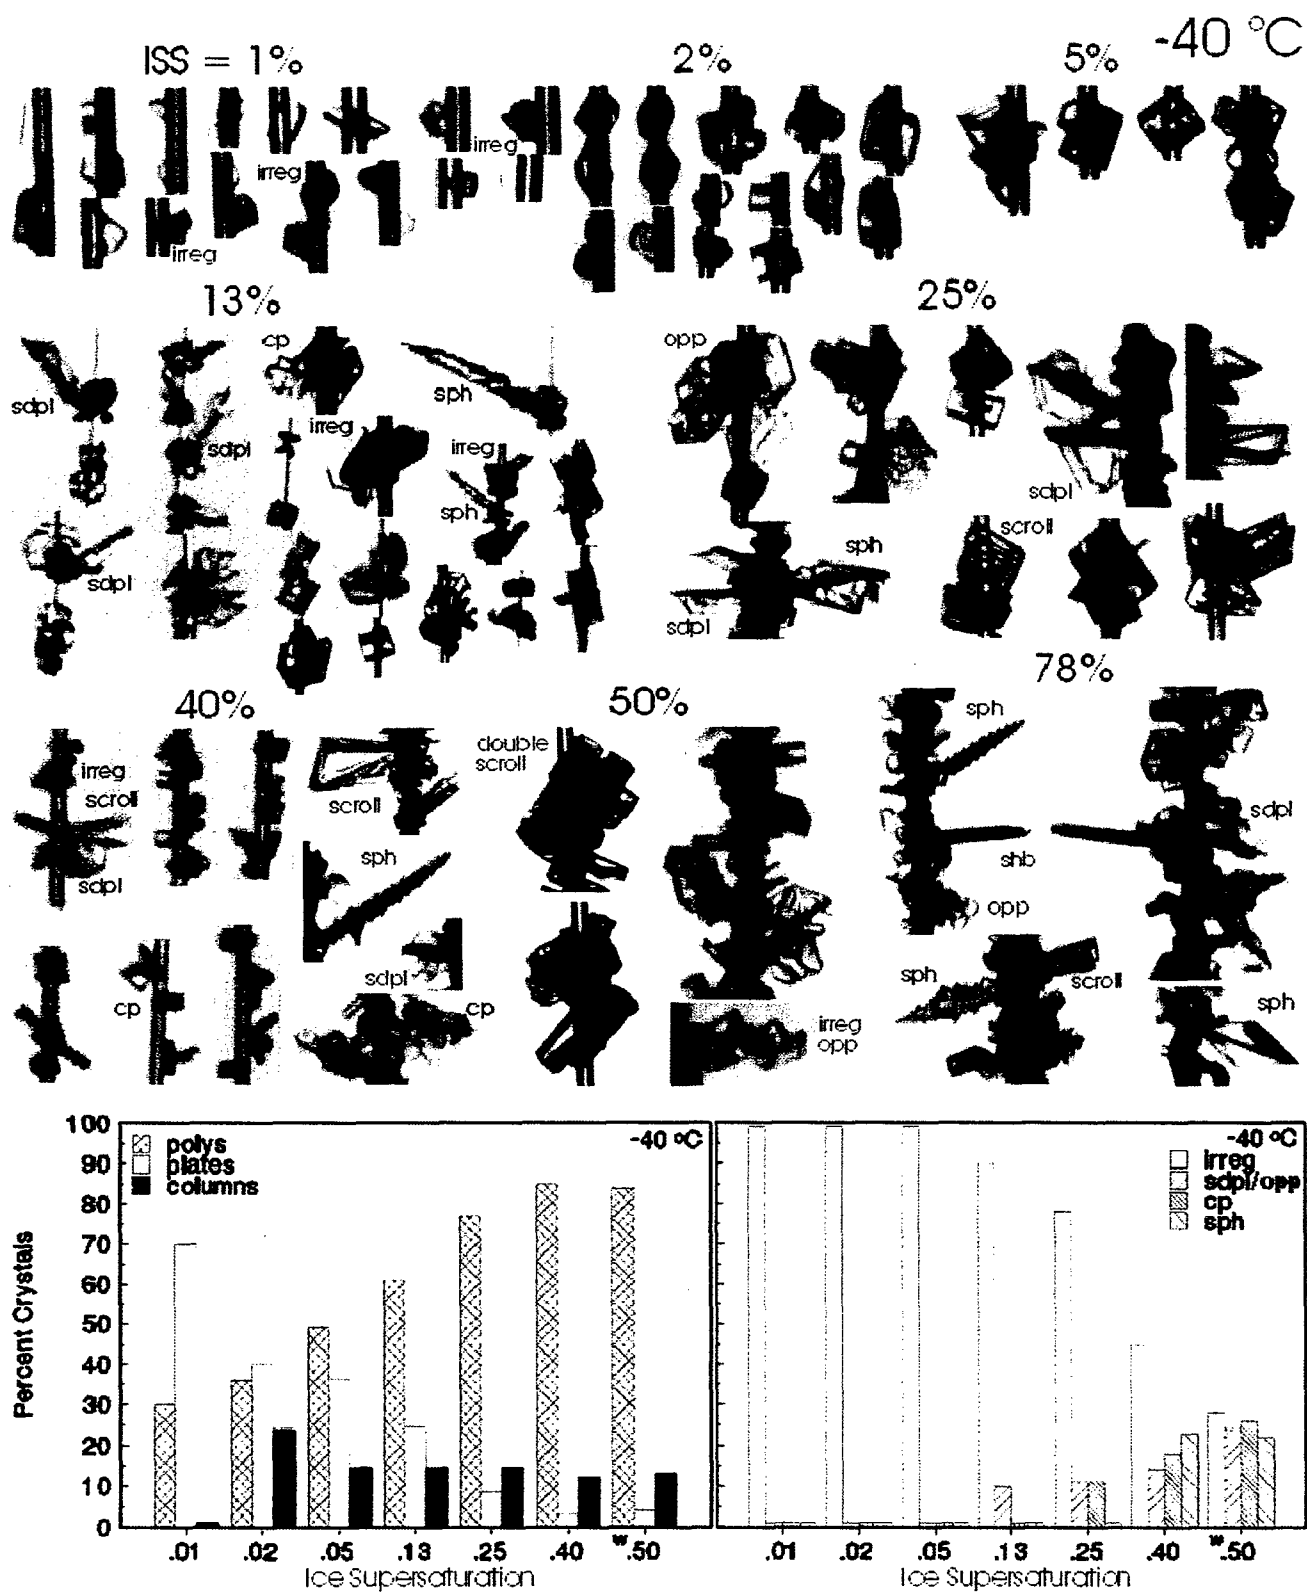 -40 °C
ISS = 1%
2%
5%
irreg
irreg
irreg
13%
25%
cp
opp
sdpl
sph
irreg
sdpl
irreg
sdpl
sph
scroll
sph
sdpl
sdpl
78%
40%
50%
sph
irreg
double
scroll
scroll
scroll
sdpl
sph
shb
sdpl
opp
sdpl
sph
scroll
cp
cp
irreg
opp
sph
100
90
80
70
60
50
40
30
20
10
0
Percent Crystals
polys
plates
columns
-40 ºC
.01 .02 .05 .13 .25 .40 w .50
Ice Supersaturation
-40 ºC
irreg
sdpl/opp
cp
sph
.01 .02 .05 .13 .25 .40 w .50
Ice Supersaturation